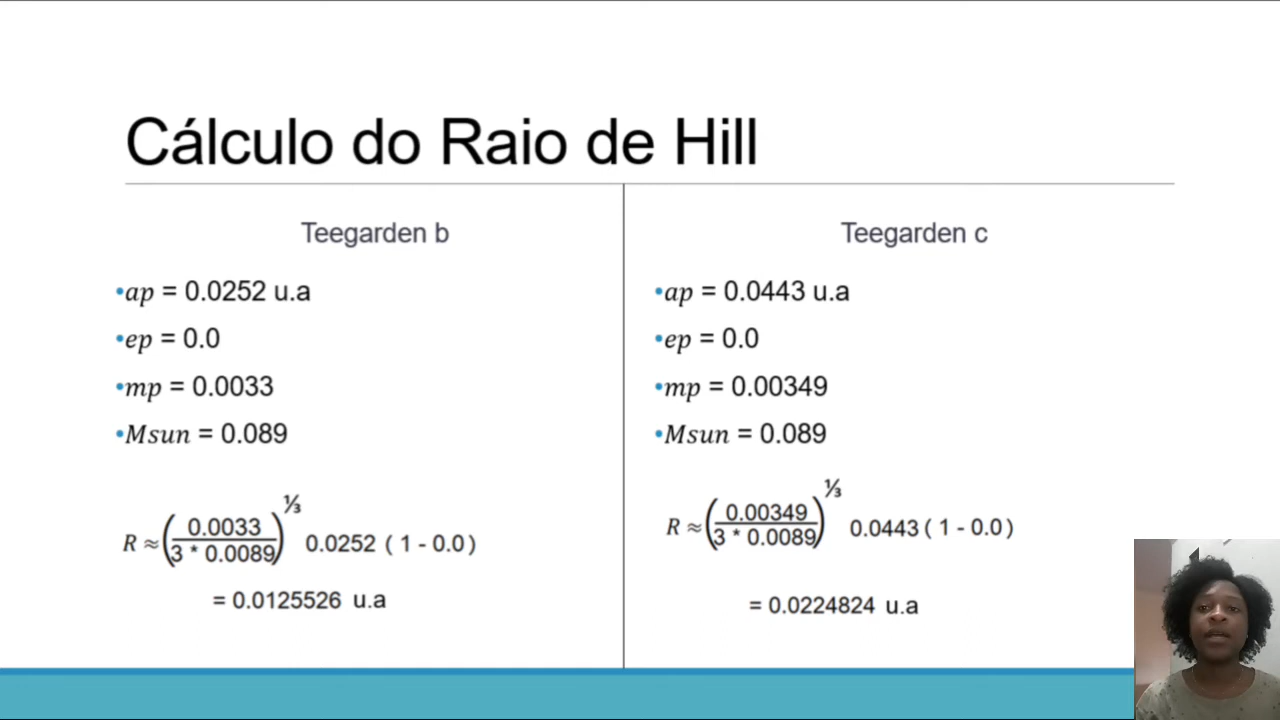 Cálculo do Raio de Hill
Teegarden b
•ap = 0.0252 u.a
•ep = 0.0
•mp = 0.0033
•Msun = 0.089
R ≈ (0.0033 / 3 * 0.0089)^⅓ 0.0252 ( 1 - 0.0 )
= 0.0125526 u.a
Teegarden c
•ap = 0.0443 u.a
•ep = 0.0
•mp = 0.00349
•Msun = 0.089
R ≈ (0.00349 / 3 * 0.0089)^⅓ 0.0443 ( 1 - 0.0 )
= 0.0224824 u.a